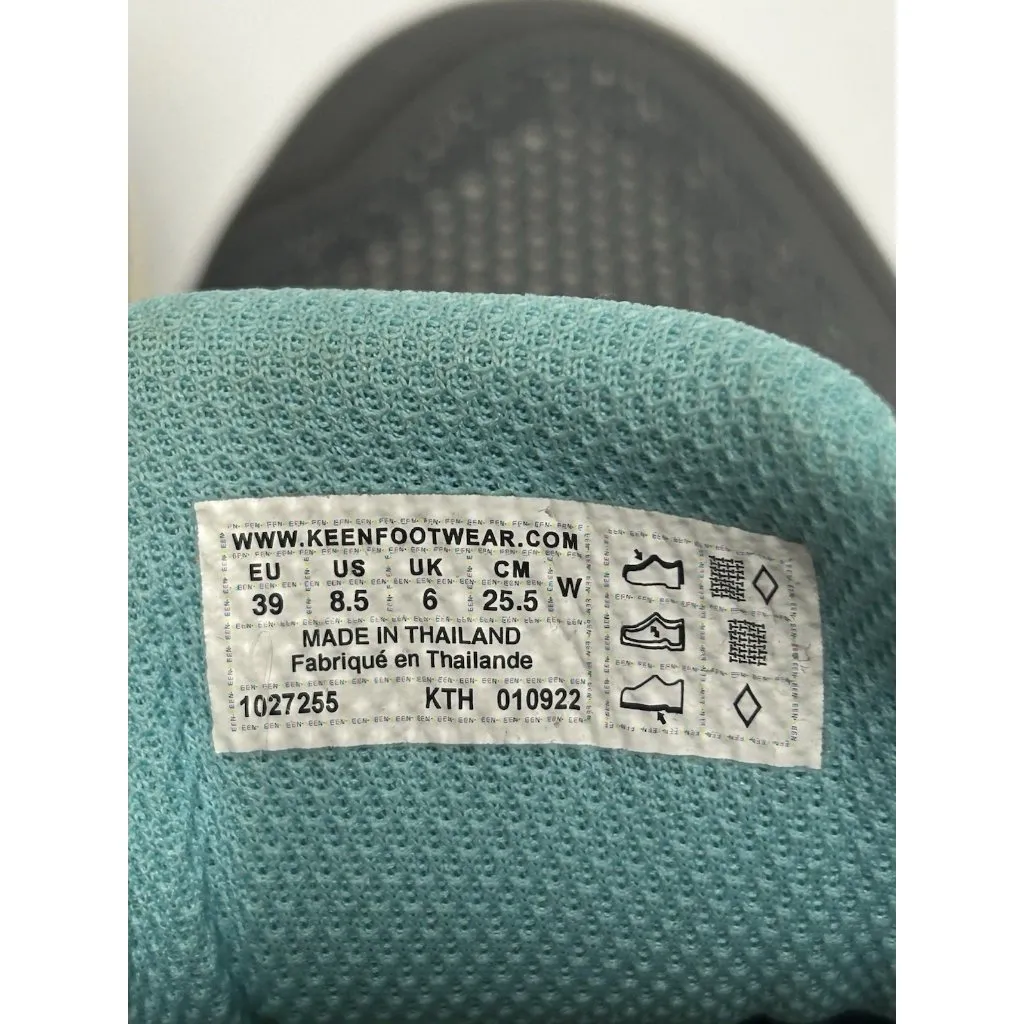 WWW.KEENFOOTWEAR.COM
EU US UK CM W
39 8.5 6 25.5
MADE IN THAILAND
Fabriqué en Thailande
1027255 KTH 010922